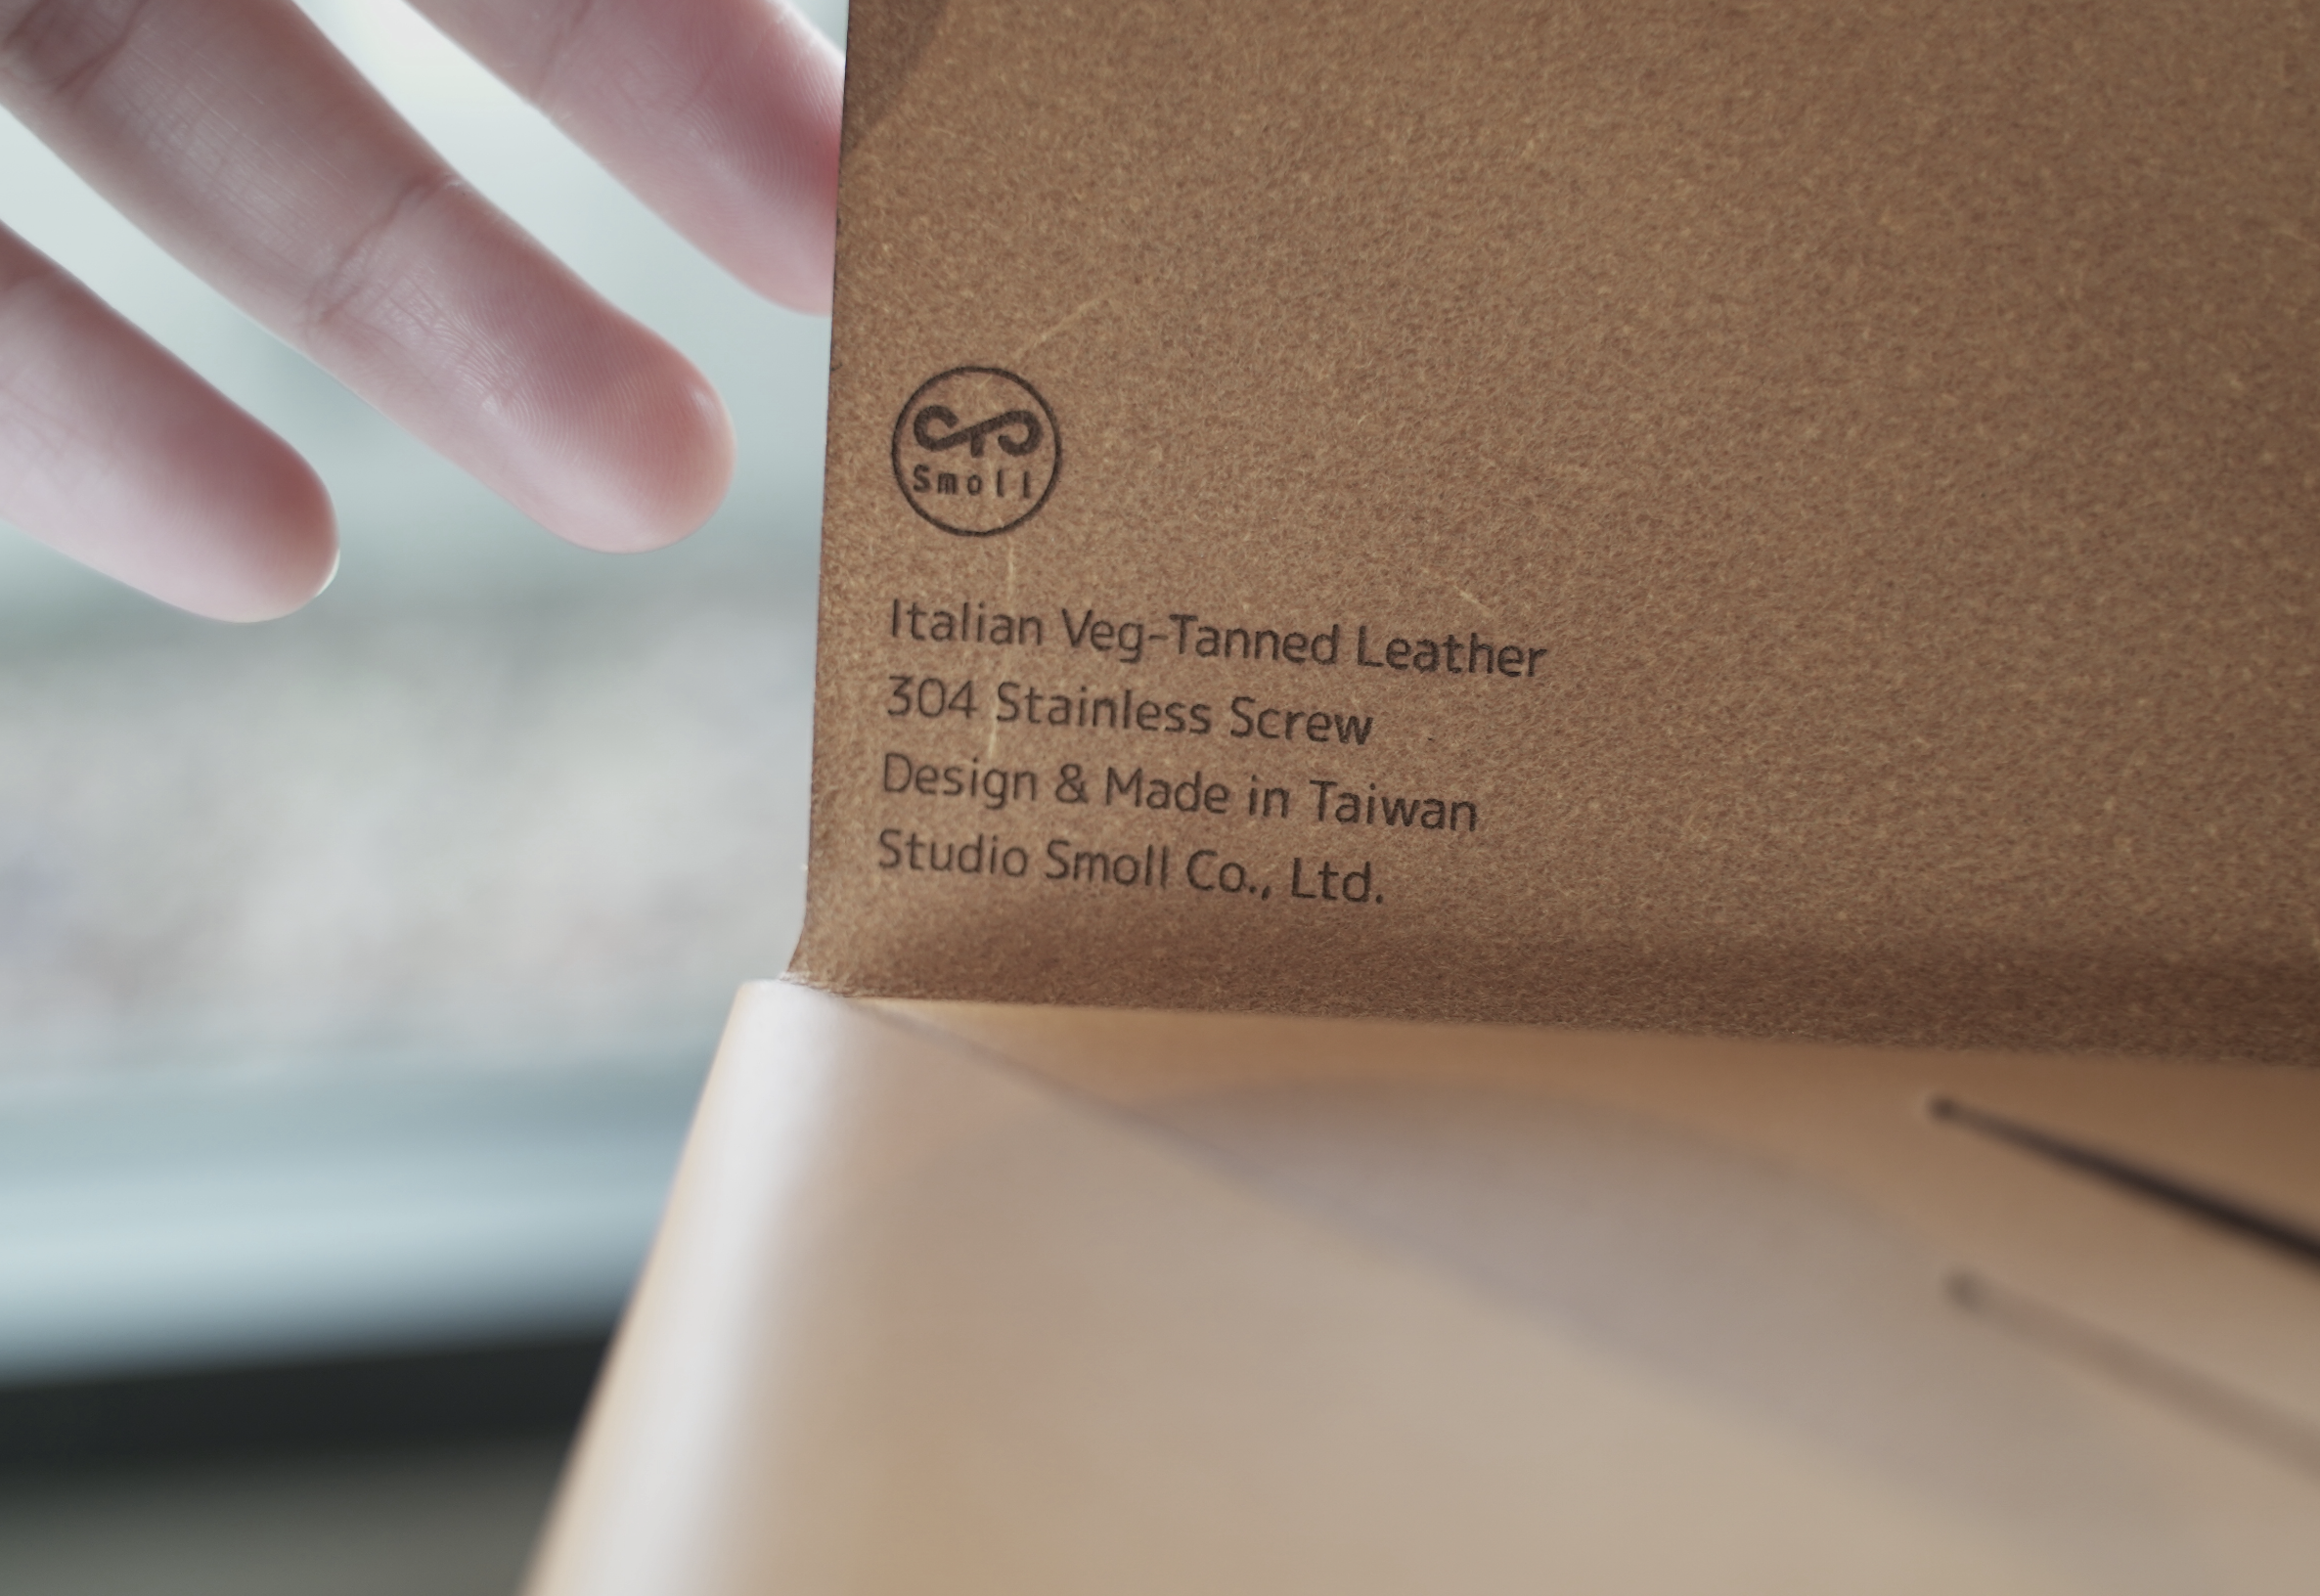 Smoll
Italian Veg-Tanned Leather
304 Stainless Screw
Design & Made in Taiwan
Studio Smoll Co., Ltd.